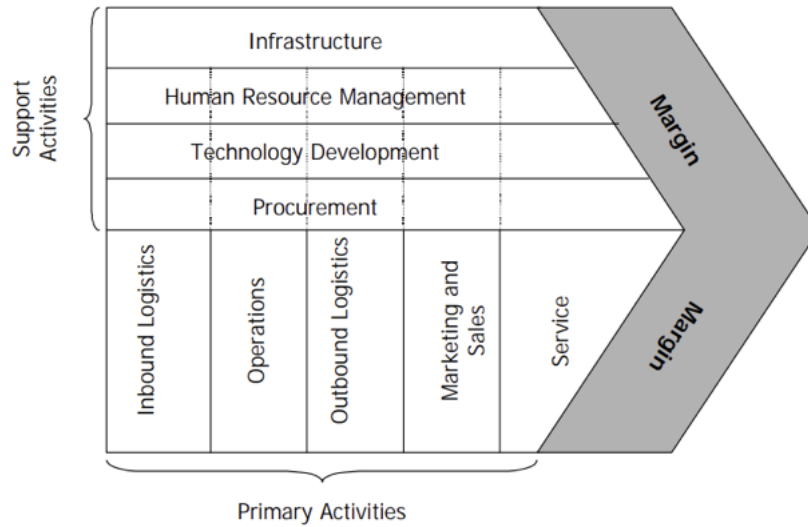 Support
Activities
Infrastructure
Human Resource Management
Technology Development
Procurement
Margin
Inbound Logistics
Operations
Outbound Logistics
Marketing and
Sales
Service
Margin
Primary Activities